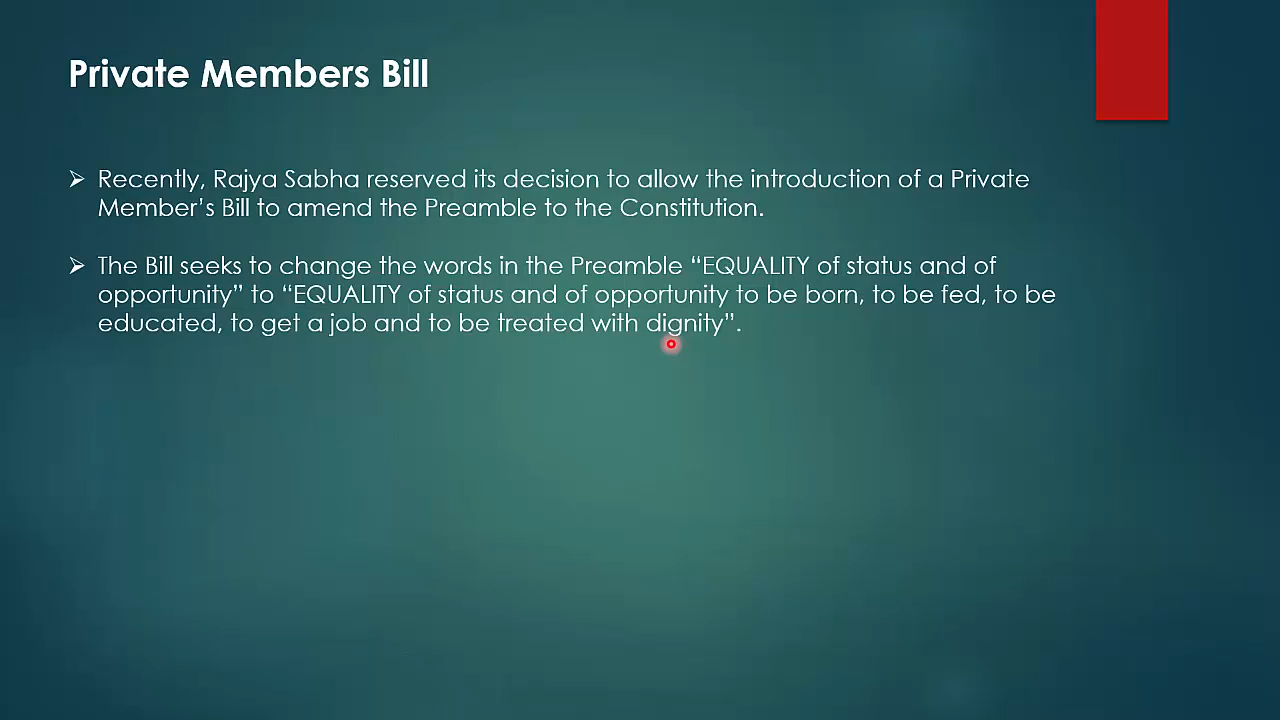 Private Members Bill
Recently, Rajya Sabha reserved its decision to allow the introduction of a Private
Member’s Bill to amend the Preamble to the Constitution.
The Bill seeks to change the words in the Preamble “EQUALITY of status and of
opportunity” to “EQUALITY of status and of opportunity to be born, to be fed, to be
educated, to get a job and to be treated with dignity”.